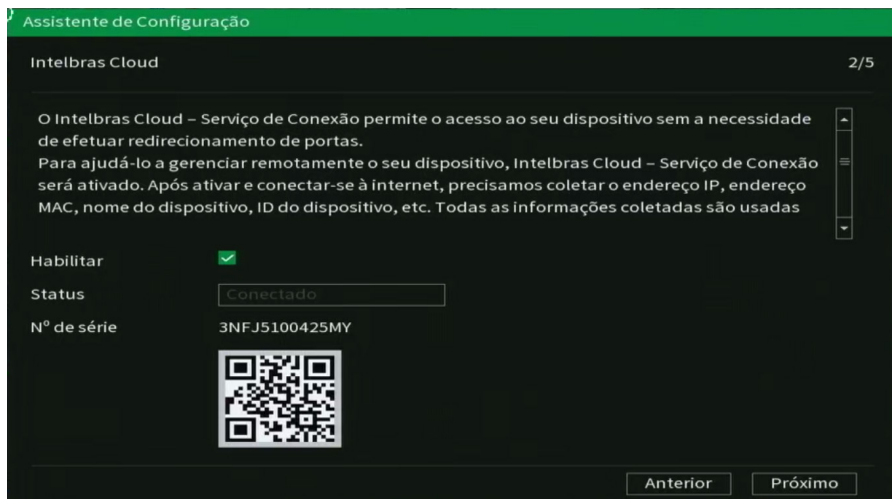 Assistente de Configuração
Intelbras Cloud
2/5
O Intelbras Cloud – Serviço de Conexão permite o acesso ao seu dispositivo sem a necessidade
de efetuar redirecionamento de portas.
Para ajudá-lo a gerenciar remotamente o seu dispositivo, Intelbras Cloud – Serviço de Conexão
será ativado. Após ativar e conectar-se à internet, precisamos coletar o endereço IP, endereço
MAC, nome do dispositivo, ID do dispositivo, etc. Todas as informações coletadas são usadas
Habilitar
Status
Conectado
Nº de série
3NFJ5100425MY
Anterior
Próximo